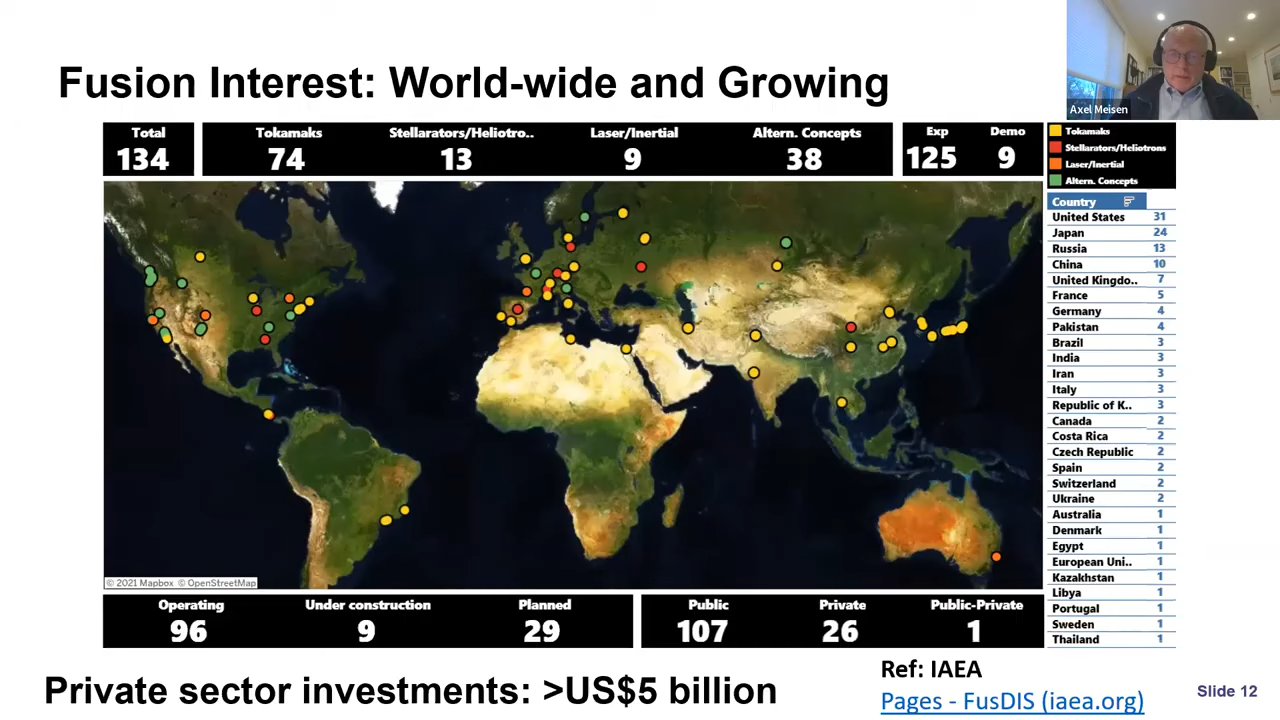 Axel Meisen
Fusion Interest: World-wide and Growing
Total Tokamaks Stellarators/Heliotro.. Laser/Inertial Altern. Concepts Exp Demo
134 74 13 9 38 125 9
Tokamaks
Stellarators/Heliotrons
Laser/Inertial
Altern. Concepts
Country
United States 31
Japan 24
Russia 13
China 10
United Kingdo.. 7
France 5
Germany 4
Pakistan 4
Brazil 3
India 3
Iran 3
Italy 3
Republic of K.. 3
Canada 2
Costa Rica 2
Czech Republic 2
Spain 2
Switzerland 2
Ukraine 2
Australia 1
Denmark 1
Egypt 1
European Uni.. 1
Kazakhstan 1
Libya 1
Portugal 1
Sweden 1
Thailand 1
© 2021 Mapbox © OpenStreetMap
Operating Under construction Planned Public Private Public-Private
96 9 29 107 26 1
Private sector investments: >US$5 billion
Ref: IAEA
Pages - FusDIS (iaea.org)
Slide 12